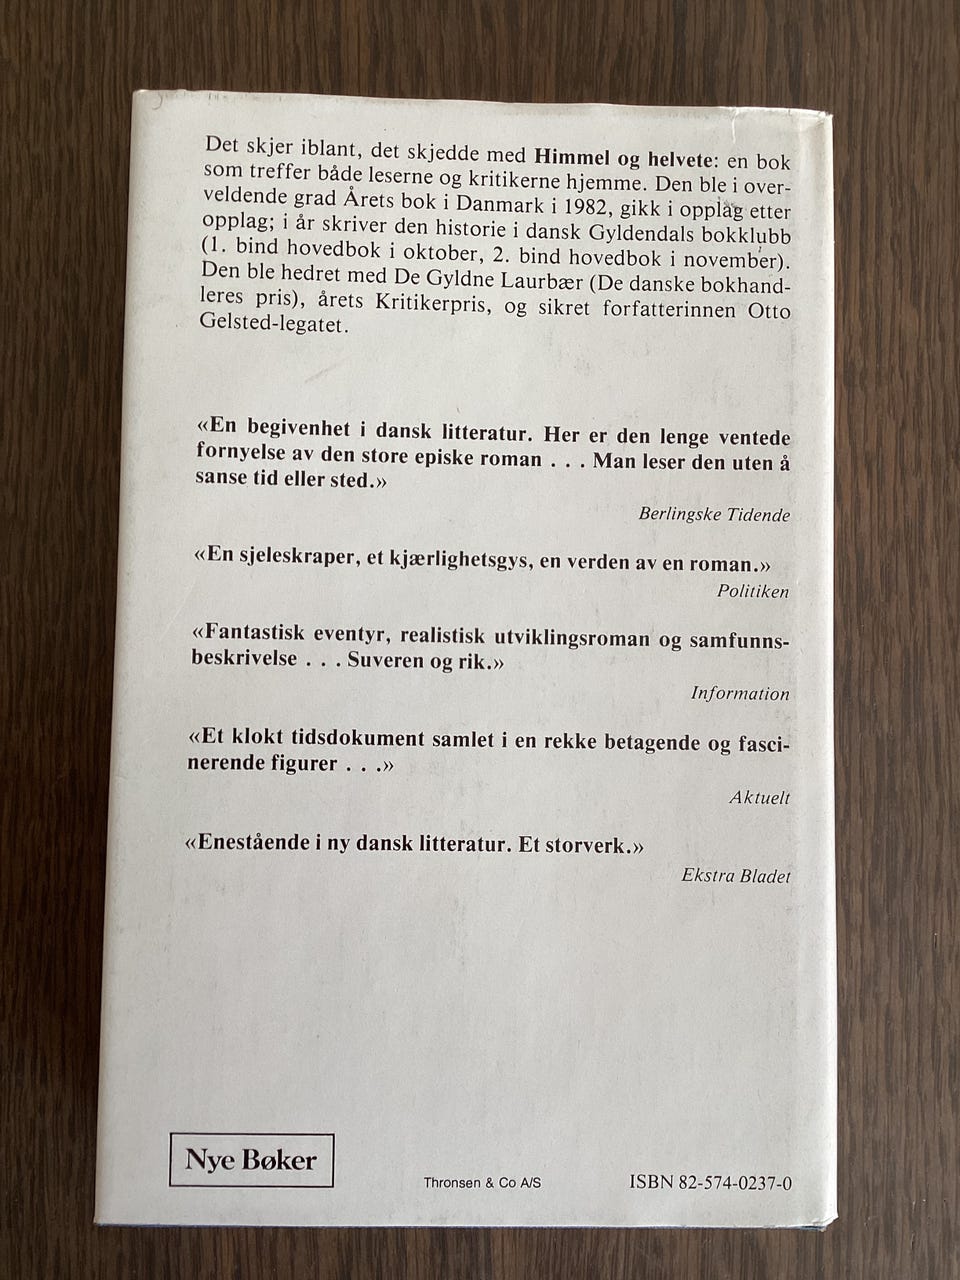 Det skjer iblant, det skjedde med Himmel og helvete: en bok
som treffer både leserne og kritikerne hjemme. Den ble i over-
veldende grad Årets bok i Danmark i 1982, gikk i opplag etter
opplag; i år skriver den historie i dansk Gyldendals bokklubb
(1. bind hovedbok i oktober, 2. bind hovedbok i november).
Den ble hedret med De Gyldne Laurbær (De danske bokhand-
leres pris), årets Kritikerpris, og sikret forfatterinnen Otto
Gelsted-legatet.
«En begivenhet i dansk litteratur. Her er den lenge ventede
fornyelse av den store episke roman . . . Man leser den uten å
sanse tid eller sted.»
Berlingske Tidende
«En sjeleskraper, et kjærlighetsgys, en verden av en roman.»
Politiken
«Fantastisk eventyr, realistisk utviklingsroman og samfunns-
beskrivelse . . . Suveren og rik.»
Information
«Et klokt tidsdokument samlet i en rekke betagende og fasci-
nerende figurer . . .»
Aktuelt
«Enestående i ny dansk litteratur. Et storverk.»
Ekstra Bladet
Nye Bøker
Thronsen & Co A/S
ISBN 82-574-0237-0